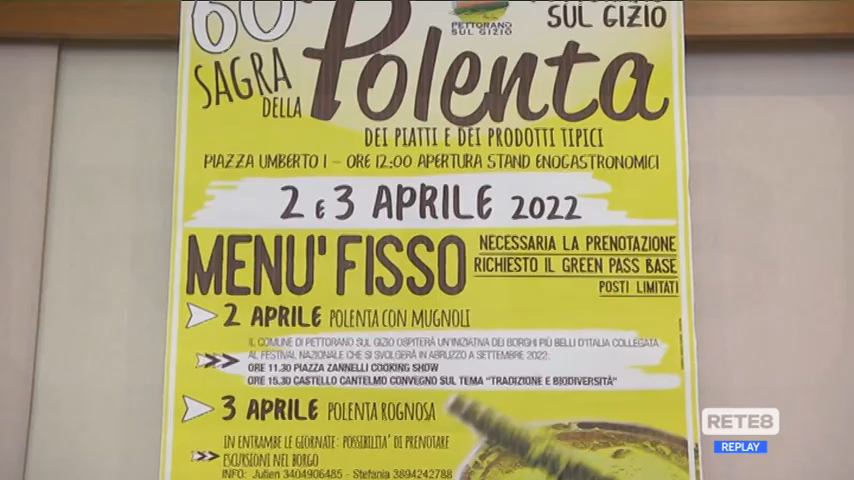 60°
SUL GIZIO
PETTORANO
SUL GIZIO
SAGRA
DELLA
Polenta
DEI PIATTI E DEI PRODOTTI TIPICI
PIAZZA UMBERTO I - ORE 12:00 APERTURA STAND ENOGASTRONOMICI
2 E 3 APRILE 2022
MENU' FISSO
NECESSARIA LA PRENOTAZIONE
RICHIESTO IL GREEN PASS BASE
POSTI LIMITATI
2 APRILE POLENTA CON MUGNOLI
IL COMUNE DI PETTORANO SUL GIZIO OSPITERÀ UN'INIZIATIVA DEI BORGHI PIÙ BELLI D'ITALIA COLLEGATA
AL FESTIVAL NAZIONALE CHE SI SVOLGERÀ IN ABRUZZO A SETTEMBRE 2022:
ORE 11.30 PIAZZA ZANNELLI COOKING SHOW
ORE 15.30 CASTELLO CANTELMO CONVEGNO SUL TEMA "TRADIZIONE E BIODIVERSITÀ"
3 APRILE POLENTA ROGNOSA
IN ENTRAMBE LE GIORNATE: POSSIBILITA' DI PRENOTARE
ESCURSIONI NEL BORGO
INFO: Julien 3404906485 - Stefania 3894242788
RETE8
REPLAY